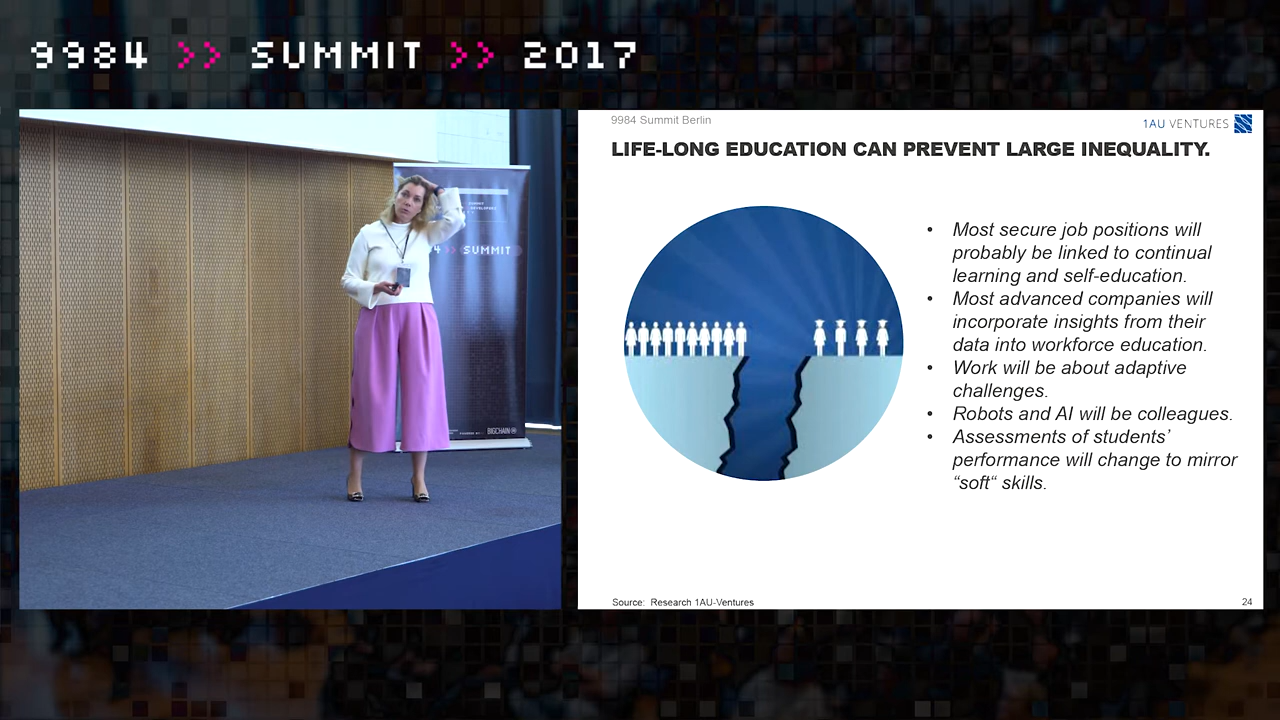 9984 >> SUMMIT >> 2017
9984 Summit Berlin
1AU VENTURES
LIFE-LONG EDUCATION CAN PREVENT LARGE INEQUALITY.
• Most secure job positions will
probably be linked to continual
learning and self-education.
• Most advanced companies will
incorporate insights from their
data into workforce education.
• Work will be about adaptive
challenges.
• Robots and AI will be colleagues.
• Assessments of students'
performance will change to mirror
“soft“ skills.
Source: Research 1AU-Ventures
24
4 >> SUMMIT
BIGCHAIN